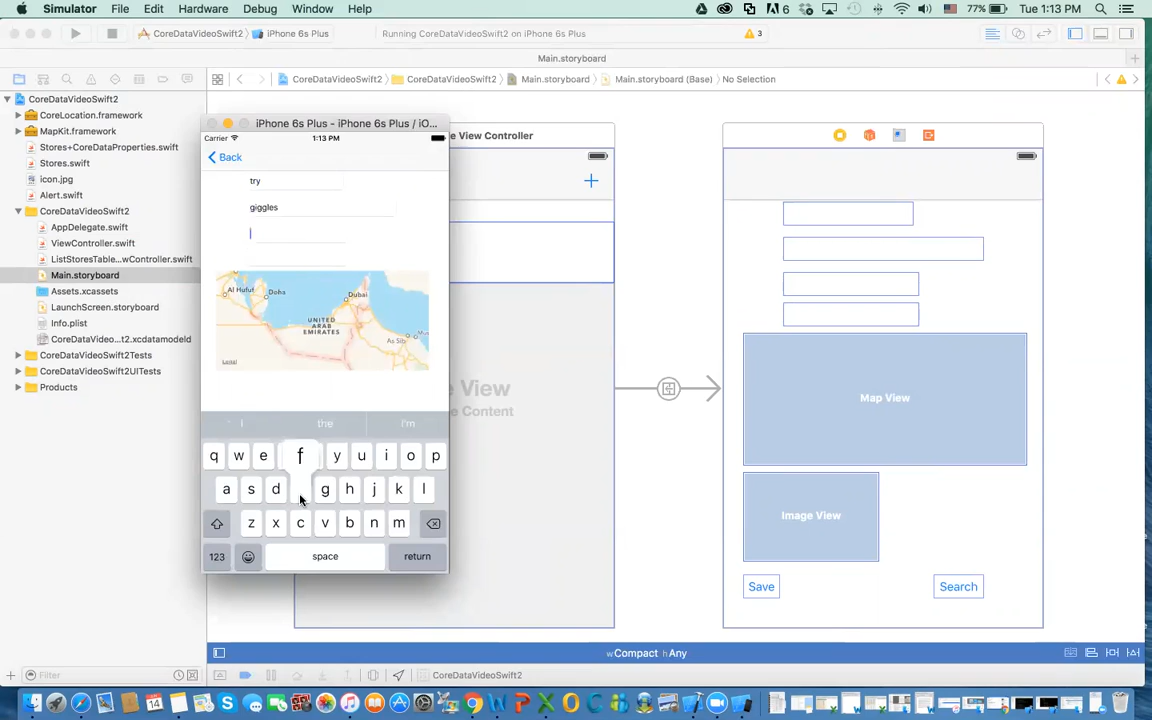 Simulator File Edit Hardware Debug Window Help
6 77% Tue 1:13 PM
CoreDataVideoSwift2 iPhone 6s Plus Running CoreDataVideoSwift2 on iPhone 6s Plus 3
Main.storyboard
CoreDataVideoSwift2 CoreDataVideoSwift2 Main.storyboard Main.storyboard (Base) No Selection
CoreDataVideoSwift2
CoreLocation.framework
MapKit.framework
Stores+CoreDataProperties.swift
Stores.swift
icon.jpg
Alert.swift
CoreDataVideoSwift2
AppDelegate.swift
ViewController.swift
ListStoresTable...wController.swift
Main.storyboard
Assets.xcassets
LaunchScreen.storyboard
Info.plist
CoreDataVideo...t2.xcdatamodeld
CoreDataVideoSwift2Tests
CoreDataVideoSwift2UITests
Products
Filter
iPhone 6s Plus - iPhone 6s Plus / iO...
Carrier 1:13 PM
Back
try
giggles
Al Hufuf
Doha
Dubai
UNITED
ARAB
EMIRATES
As Sib
Legal
I the I'm
q w e f y u i o p
a s d g h j k l
z x c v b n m
123 space return
e View Controller
e View
e Content
Map View
Image View
Save Search
wCompact hAny
CoreDataVideoSwift2